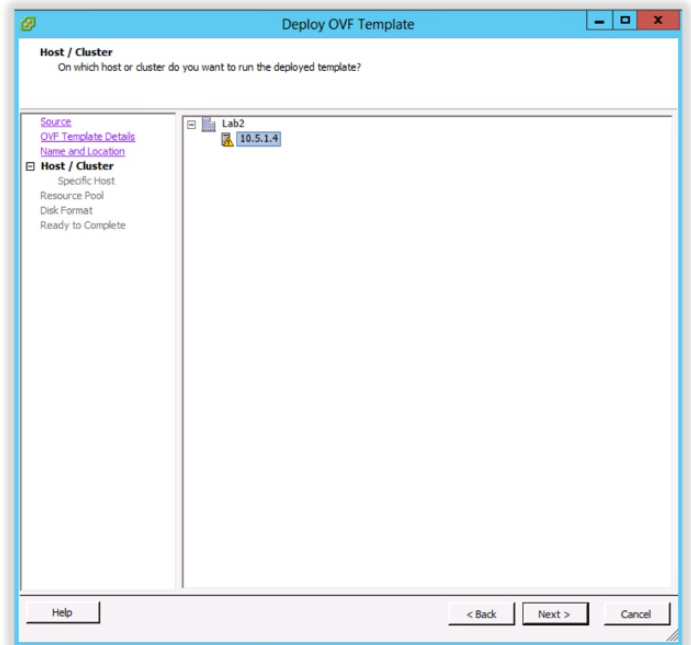 Deploy OVF Template
Host / Cluster
On which host or cluster do you want to run the deployed template?
Source
OVF Template Details
Name and Location
Host / Cluster
Specific Host
Resource Pool
Disk Format
Ready to Complete
Lab2
10.5.1.4
Help
< Back
Next >
Cancel